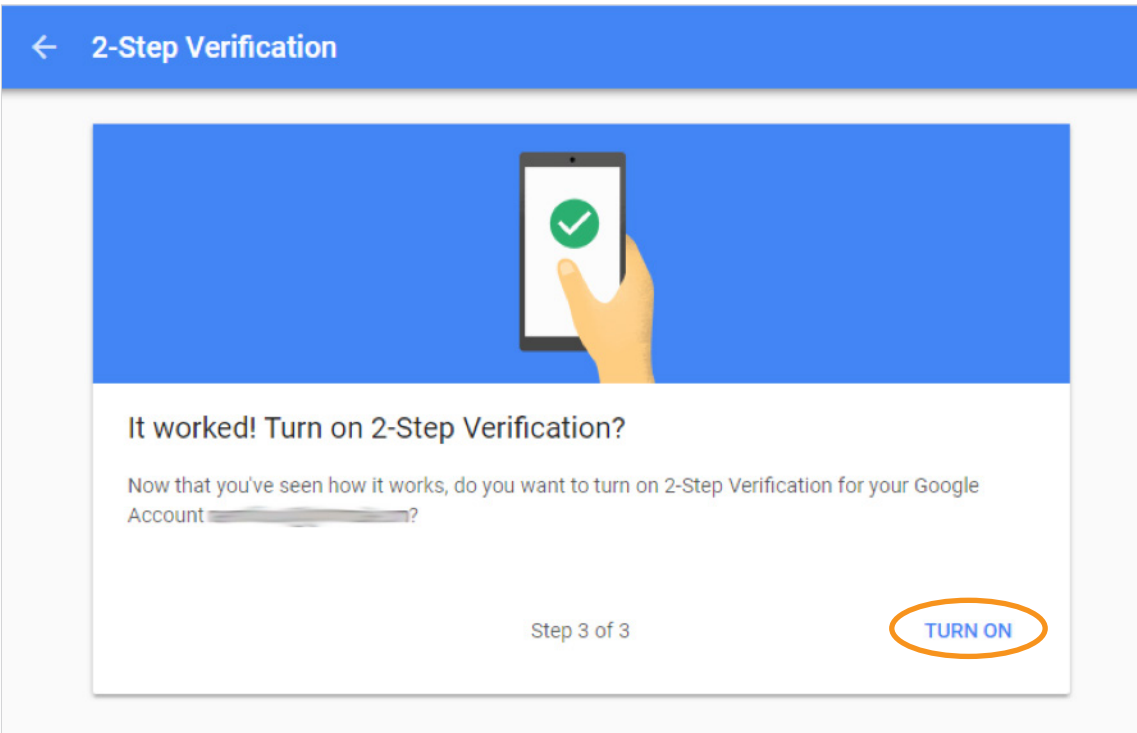 2-Step Verification
It worked! Turn on 2-Step Verification?
Now that you've seen how it works, do you want to turn on 2-Step Verification for your Google
Account ?
Step 3 of 3
TURN ON